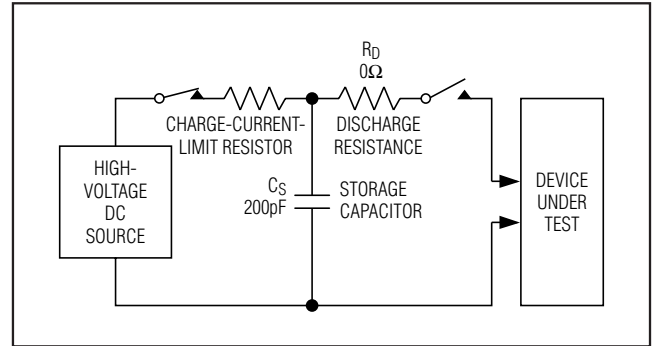 R_D
0Ω
CHARGE-CURRENT-
LIMIT RESISTOR
DISCHARGE
RESISTANCE
HIGH-
VOLTAGE
DC
SOURCE
C_S
200pF
STORAGE
CAPACITOR
DEVICE
UNDER
TEST